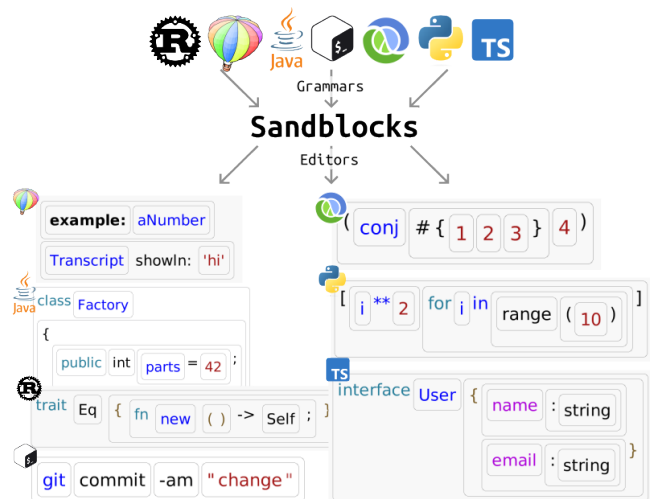 R
Java
$_
TS
Grammars
Sandblocks
Editors
example: aNumber
Transcript showln: 'hi'
Java
class Factory
{
public int parts = 42 ;
R
trait Eq { fn new ( ) -> Self ; }
$_
git commit -am "change"
( conj # { 1 2 3 } 4 )
[ i ** 2 for i in range ( 10 ) ]
TS
interface User { name : string
email : string }